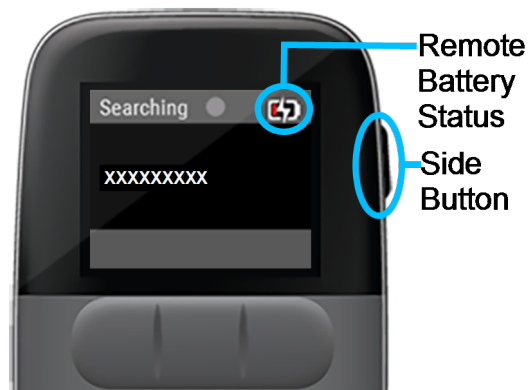 Searching
XXXXXXXXX
Remote
Battery
Status
Side
Button